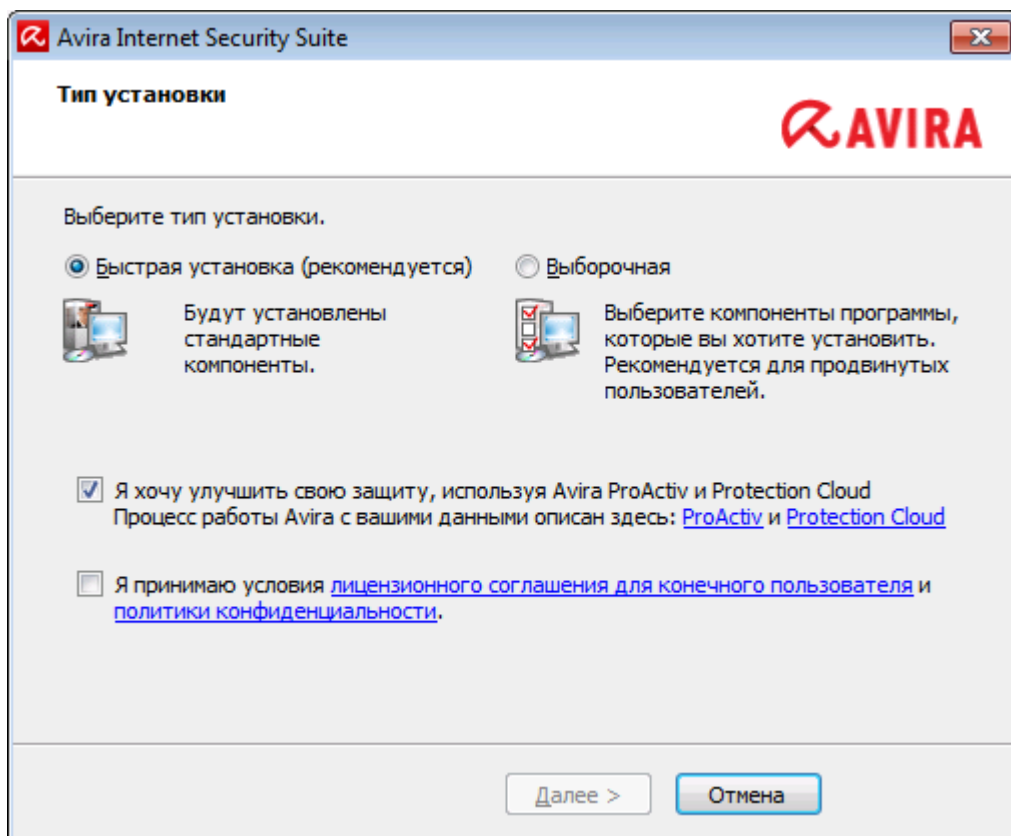 Avira Internet Security Suite
Тип установки
AVIRA
Выберите тип установки.
Быстрая установка (рекомендуется)
Будут установлены
стандартные
компоненты.
Выборочная
Выберите компоненты программы,
которые вы хотите установить.
Рекомендуется для продвинутых
пользователей.
Я хочу улучшить свою защиту, используя Avira ProActiv и Protection Cloud
Процесс работы Avira с вашими данными описан здесь: ProActiv и Protection Cloud
Я принимаю условия лицензионного соглашения для конечного пользователя и
политики конфиденциальности.
Далее >
Отмена